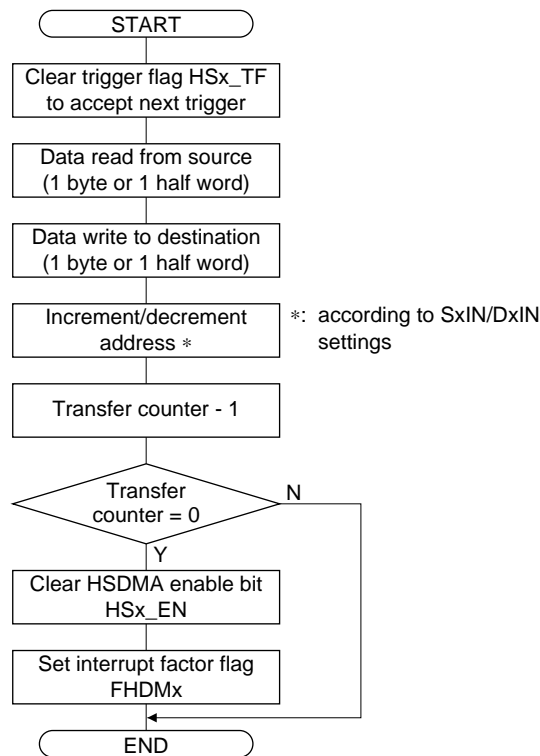 START
Clear trigger flag HSx_TF
to accept next trigger
Data read from source
(1 byte or 1 half word)
Data write to destination
(1 byte or 1 half word)
Increment/decrement
address ∗
∗: according to SxIN/DxIN
settings
Transfer counter - 1
Transfer
counter = 0
N
Y
Clear HSDMA enable bit
HSx_EN
Set interrupt factor flag
FHDMx
END